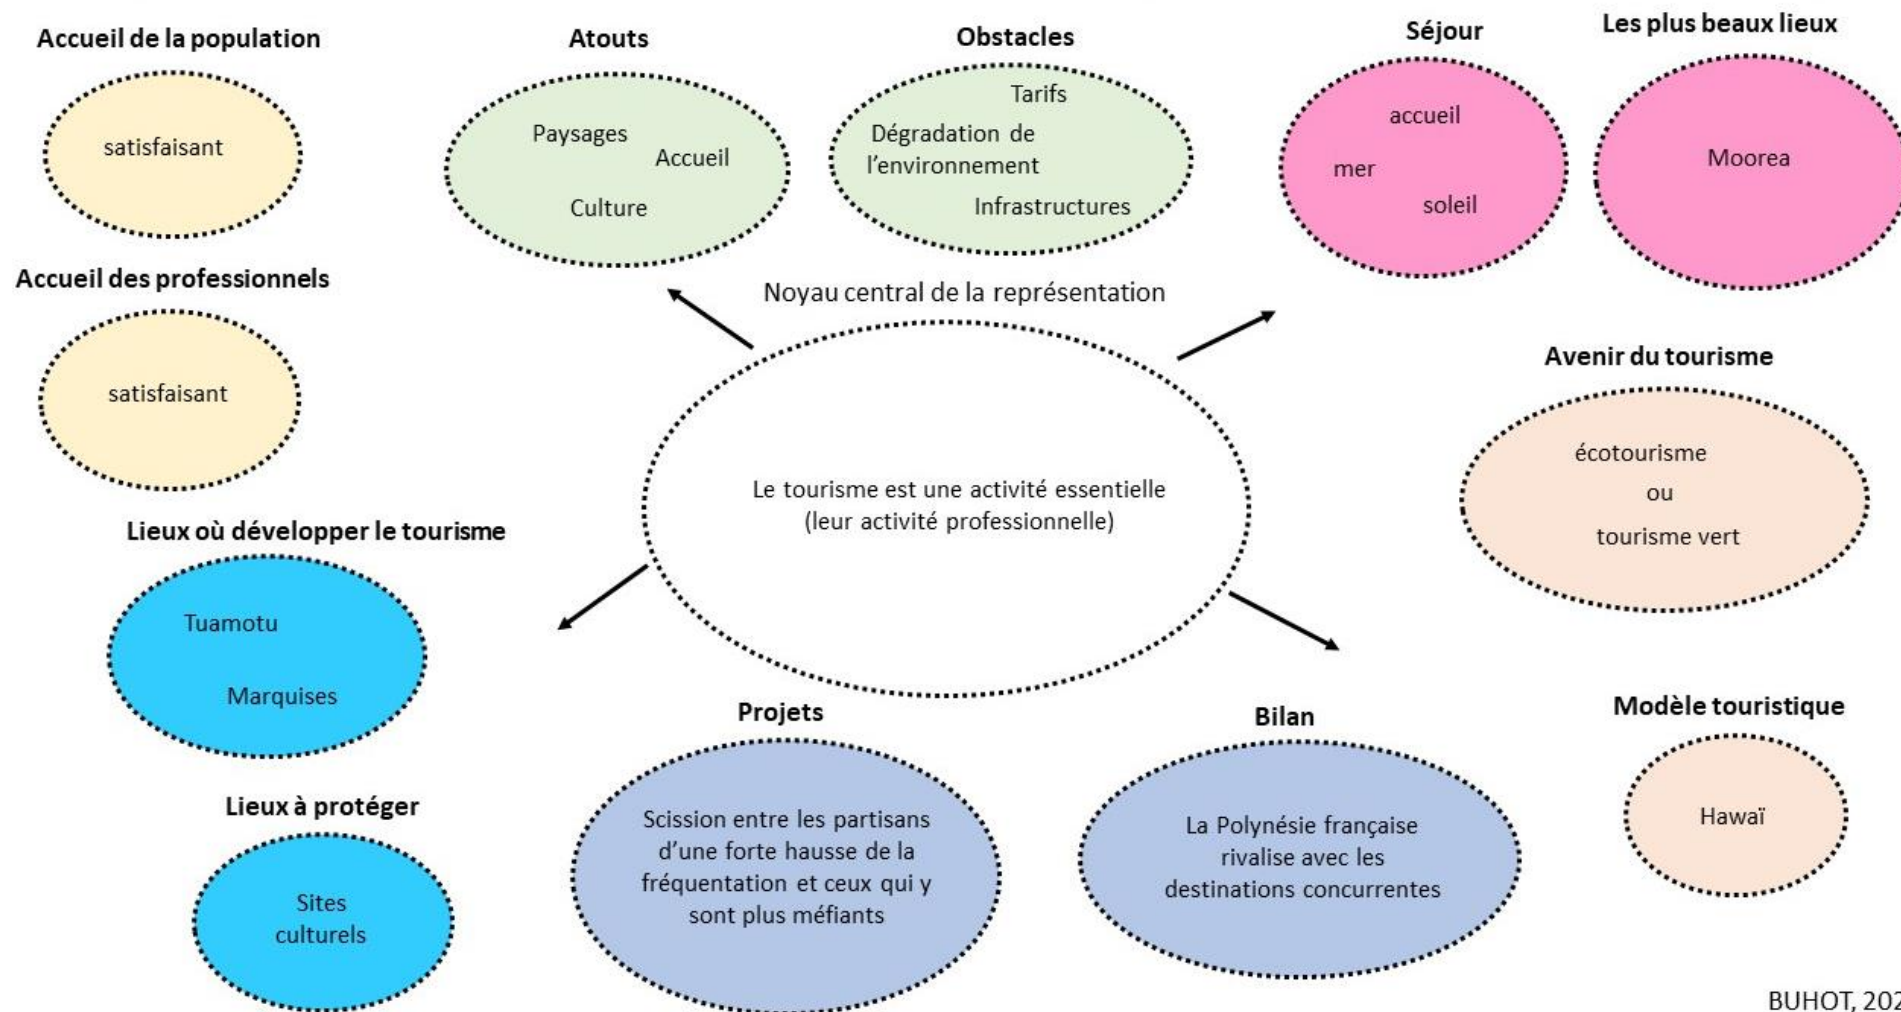 Accueil de la population
satisfaisant
Accueil des professionnels
satisfaisant
Atouts
Paysages
Accueil
Culture
Obstacles
Tarifs
Dégradation de
l'environnement
Infrastructures
Séjour
accueil
mer
soleil
Les plus beaux lieux
Moorea
Noyau central de la représentation
Le tourisme est une activité essentielle
(leur activité professionnelle)
Avenir du tourisme
écotourisme
ou
tourisme vert
Lieux où développer le tourisme
Tuamotu
Marquises
Lieux à protéger
Sites
culturels
Projets
Scission entre les partisans
d'une forte hausse de la
fréquentation et ceux qui y
sont plus méfiants
Bilan
La Polynésie française
rivalise avec les
destinations concurrentes
Modèle touristique
Hawaï
BUHOT, 202